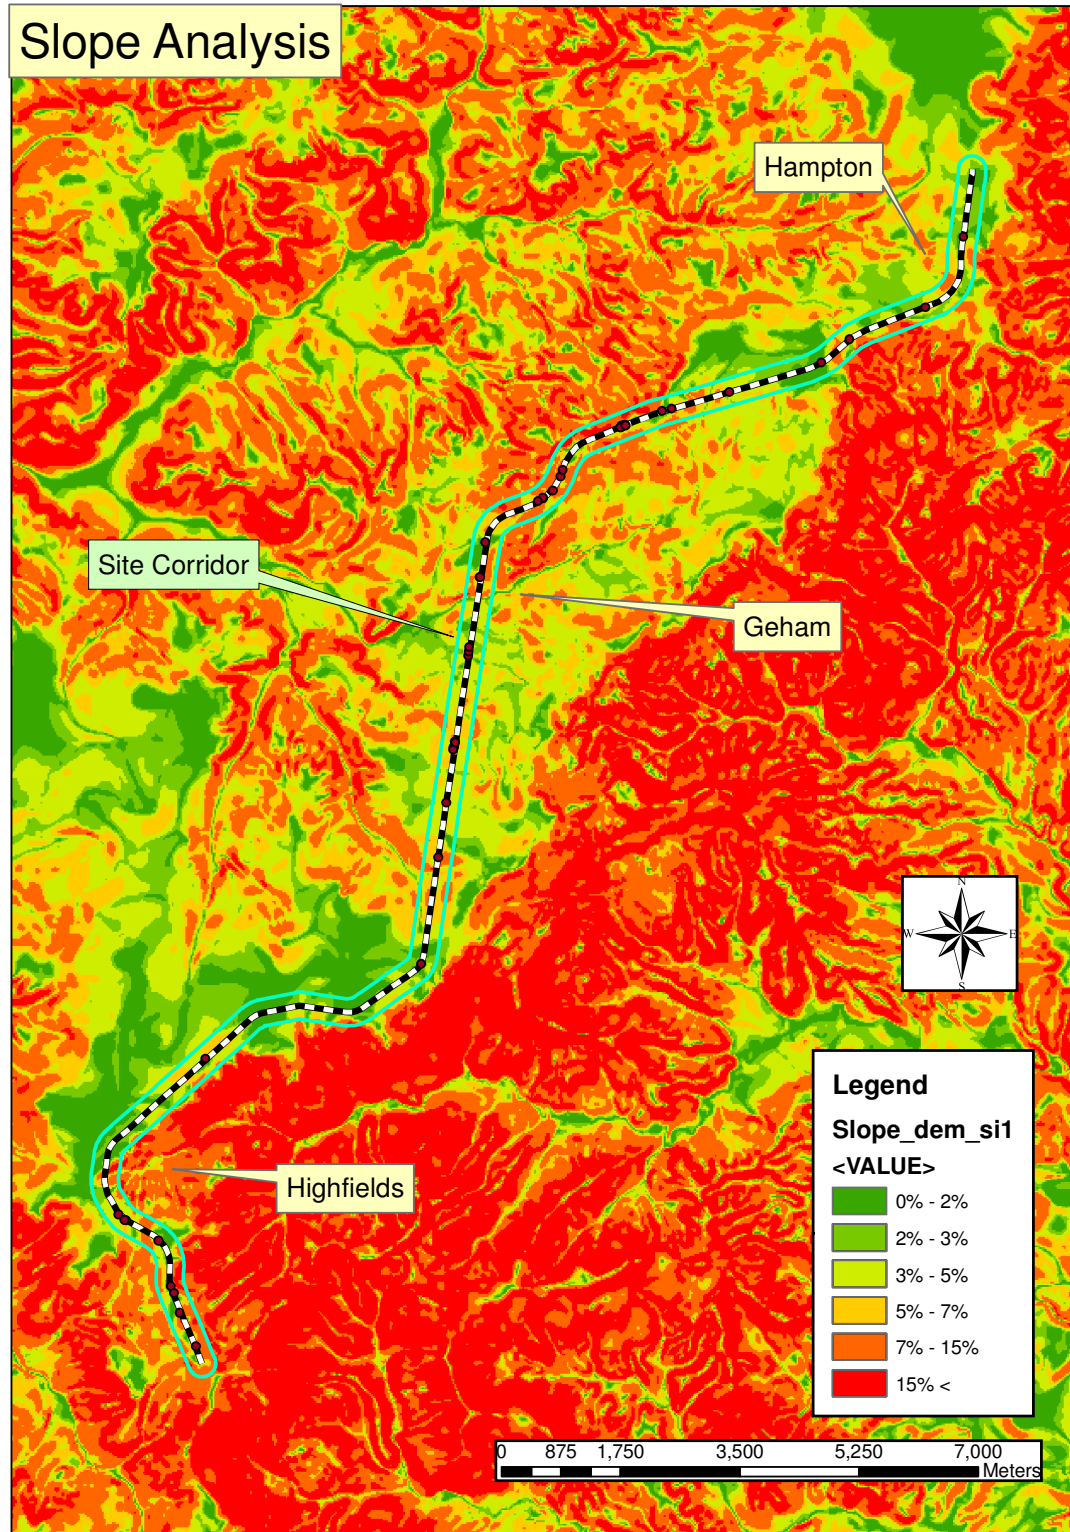 Slope Analysis
Hampton
Site Corridor
Geham
N
W
E
S
Highfields
Legend
Slope_dem_si1
<VALUE>
0% - 2%
2% - 3%
3% - 5%
5% - 7%
7% - 15%
15% <
0 875 1,750 3,500 5,250 7,000
Meters